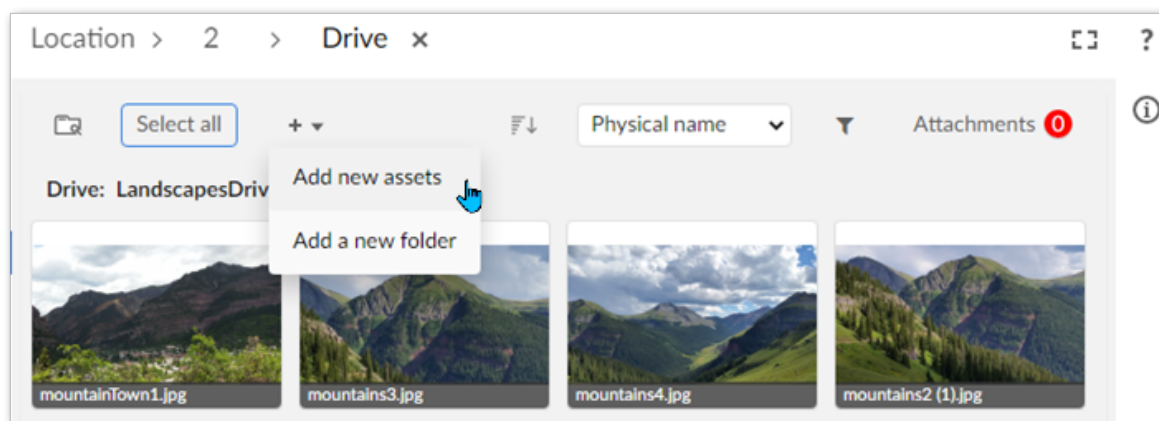 Location > 2 > Drive ×
?
Select all + Physical name Attachments 0
Add new assets
Drive: LandscapesDriv
Add a new folder
mountainTown1.jpg mountains3.jpg mountains4.jpg mountains2 (1).jpg